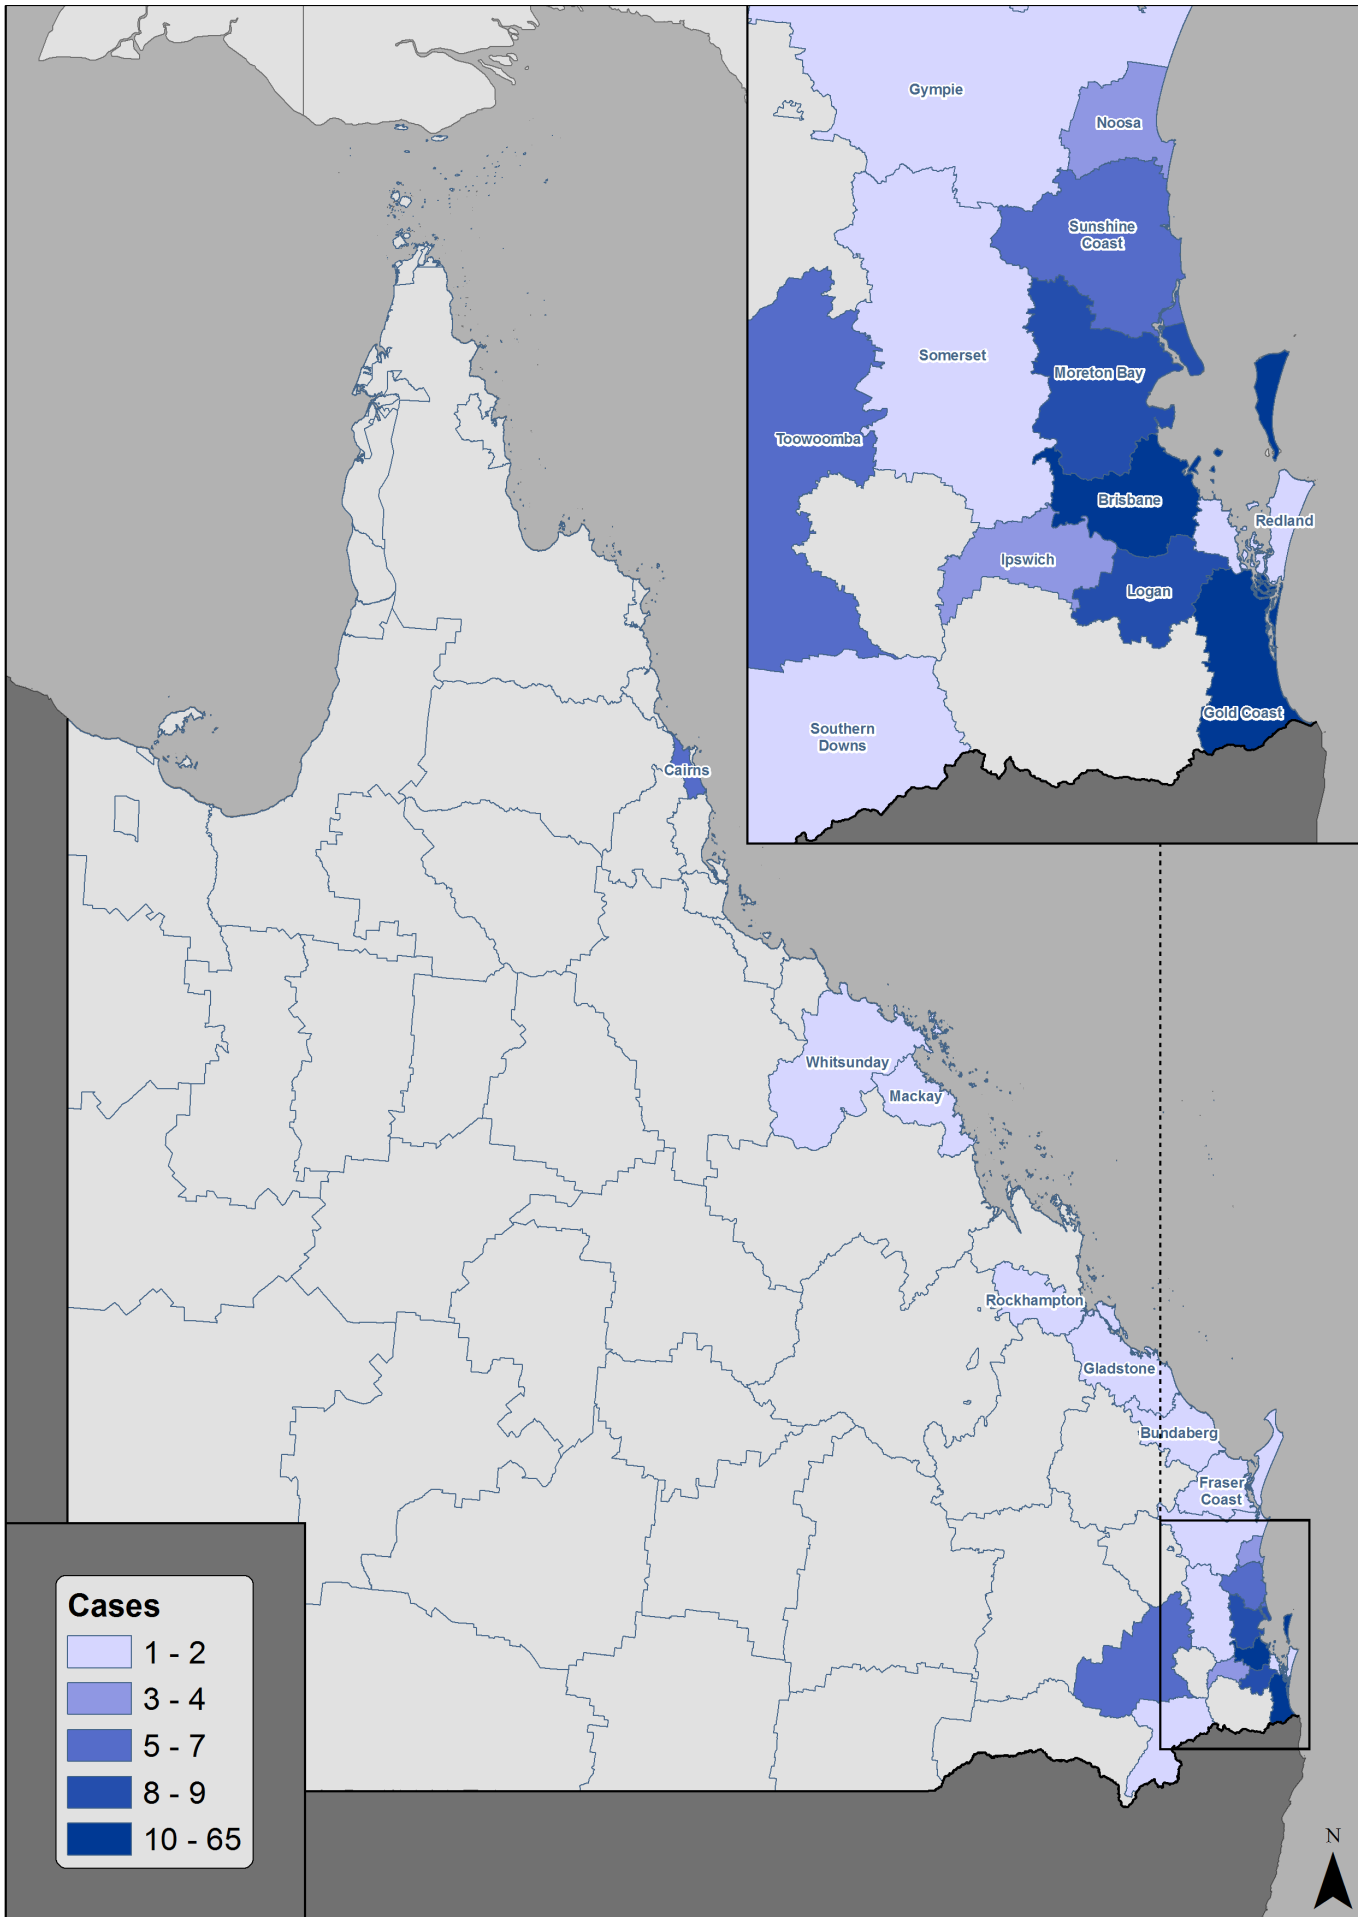 Gympie
Noosa
Sunshine
Coast
Somerset
Moreton Bay
Toowoomba
Brisbane
Redland
Ipswich
Logan
Gold Coast
Southern
Downs
Cairns
Whitsunday
Mackay
Rockhampton
Gladstone
Bundaberg
Fraser
Coast
Cases
1 - 2
3 - 4
5 - 7
8 - 9
10 - 65
N